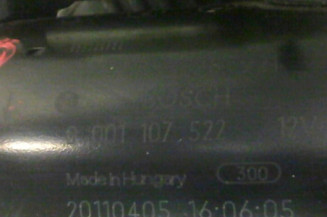 BOSCH
0 001 107 522 12V
Made in Hungary 300
20110405 16:06:05